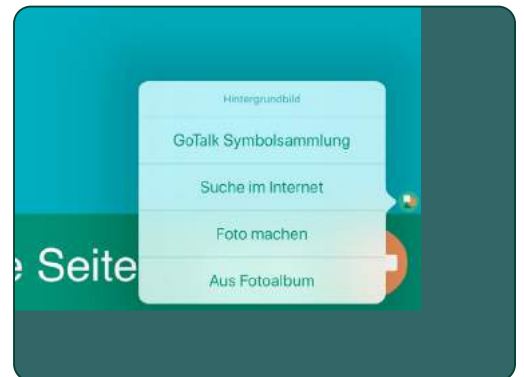 Hintergrundbild
GoTalk Symbolsammlung
Suche im Internet
Foto machen
e Seite
Aus Fotoalbum